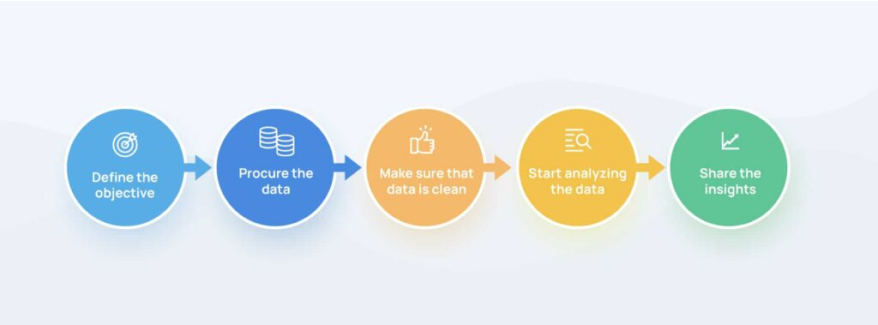 Define the
objective
Procure the
data
Make sure that
data is clean
Start analyzing
the data
Share the
insights